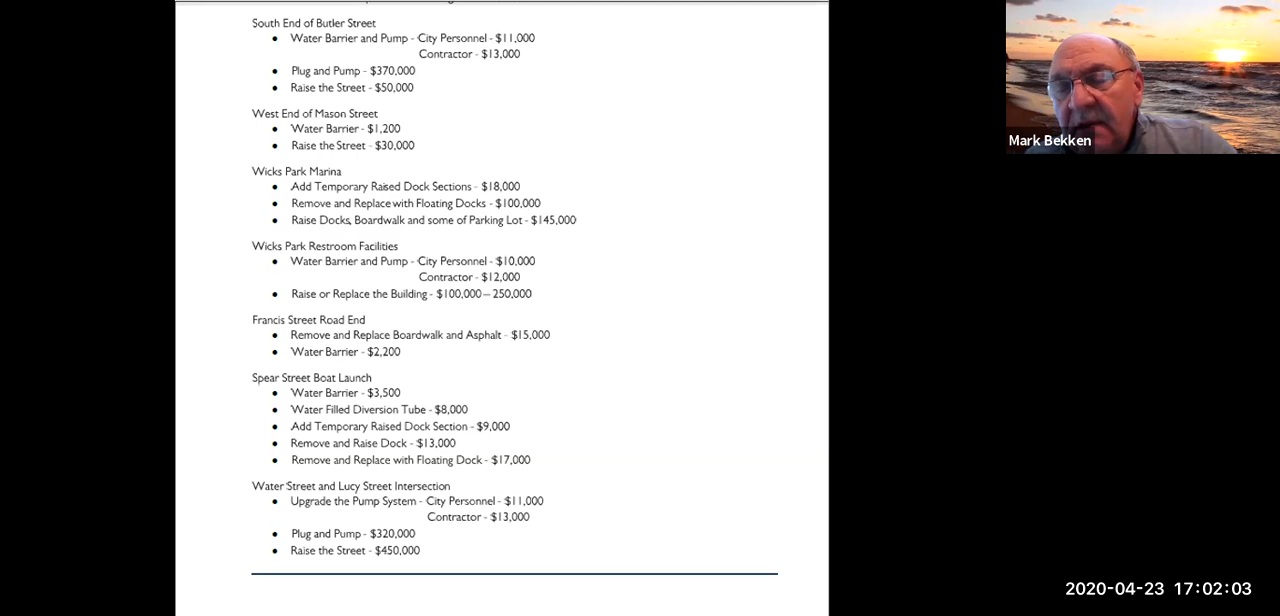 South End of Butler Street
• Water Barrier and Pump - City Personnel - $11,000
Contractor - $13,000
• Plug and Pump - $370,000
• Raise the Street - $50,000
West End of Mason Street
• Water Barrier - $1,200
• Raise the Street - $30,000
Wicks Park Marina
• Add Temporary Raised Dock Sections - $18,000
• Remove and Replace with Floating Docks - $100,000
• Raise Docks, Boardwalk and some of Parking Lot - $145,000
Wicks Park Restroom Facilities
• Water Barrier and Pump - City Personnel - $10,000
Contractor - $12,000
• Raise or Replace the Building - $100,000 – 250,000
Francis Street Road End
• Remove and Replace Boardwalk and Asphalt - $15,000
• Water Barrier - $2,200
Spear Street Boat Launch
• Water Barrier - $3,500
• Water Filled Diversion Tube - $8,000
• Add Temporary Raised Dock Section - $9,000
• Remove and Raise Dock - $13,000
• Remove and Replace with Floating Dock - $17,000
Water Street and Lucy Street Intersection
• Upgrade the Pump System - City Personnel - $11,000
Contractor - $13,000
• Plug and Pump - $320,000
• Raise the Street - $450,000
Mark Bekken
2020-04-23 17:02:03